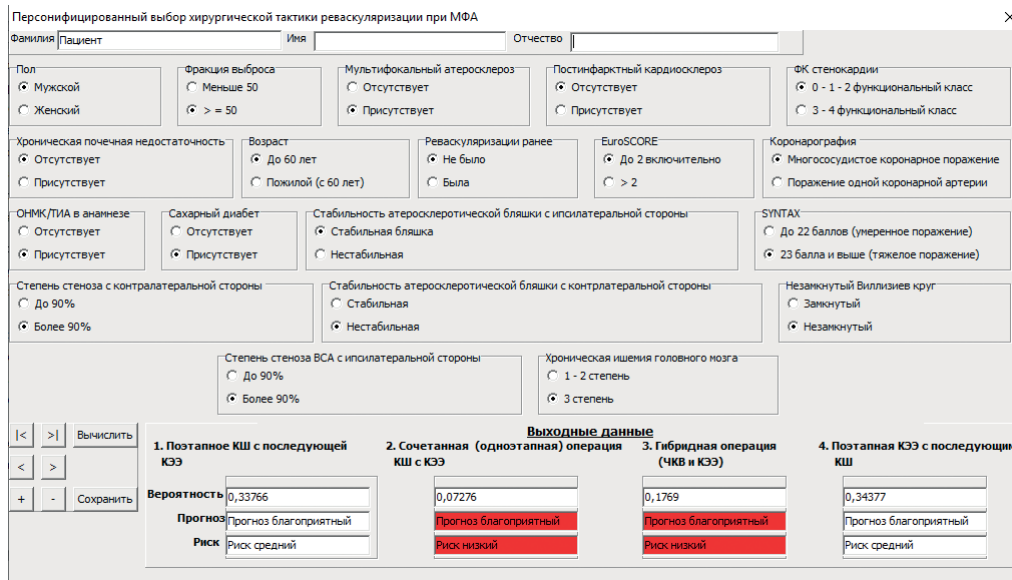 Персонифицированный выбор хирургической тактики реваскуляризации при МФА
Фамилия Пациент Имя Отчество
Пол Фракция выброса Мультифокальный атеросклероз Постинфарктный кардиосклероз ФК стенокардии
Мужской Меньше 50 Отсутствует Отсутствует 0 - 1 - 2 функциональный класс
Женский > = 50 Присутствует Присутствует 3 - 4 функциональный класс
Хроническая почечная недостаточность Возраст Реваскуляризации ранее EuroSCORE Коронарография
Отсутствует До 60 лет Не было До 2 включительно Многососудистое коронарное поражение
Присутствует Пожилой (с 60 лет) Была > 2 Поражение одной коронарной артерии
ОНМК/ТИА в анамнезе Сахарный диабет Стабильность атеросклеротической бляшки с ипсилатеральной стороны SYNTAX
Отсутствует Отсутствует Стабильная бляшка До 22 баллов (умеренное поражение)
Присутствует Присутствует Нестабильная 23 балла и выше (тяжелое поражение)
Степень стеноза с контралатеральной стороны Стабильность атеросклеротической бляшки с контрлатеральной стороны Незамкнутый Виллизиев круг
До 90% Стабильная Замкнутый
Более 90% Нестабильная Незамкнутый
Степень стеноза ВСА с ипсилатеральной стороны Хроническая ишемия головного мозга
До 90% 1 - 2 степень
Более 90% 3 степень
|< >| Вычислить
< >
+ - Сохранить
Выходные данные
1. Поэтапное КШ с последующей 2. Сочетанная (одноэтапная) операция 3. Гибридная операция 4. Поэтапная КЭЭ с последующим
КЭЭ КШ с КЭЭ (ЧКВ и КЭЭ) КШ
Вероятность 0,33766 0,07276 0,1769 0,34377
Прогноз Прогноз благоприятный Прогноз благоприятный Прогноз благоприятный Прогноз благоприятный
Риск Риск средний Риск низкий Риск низкий Риск средний